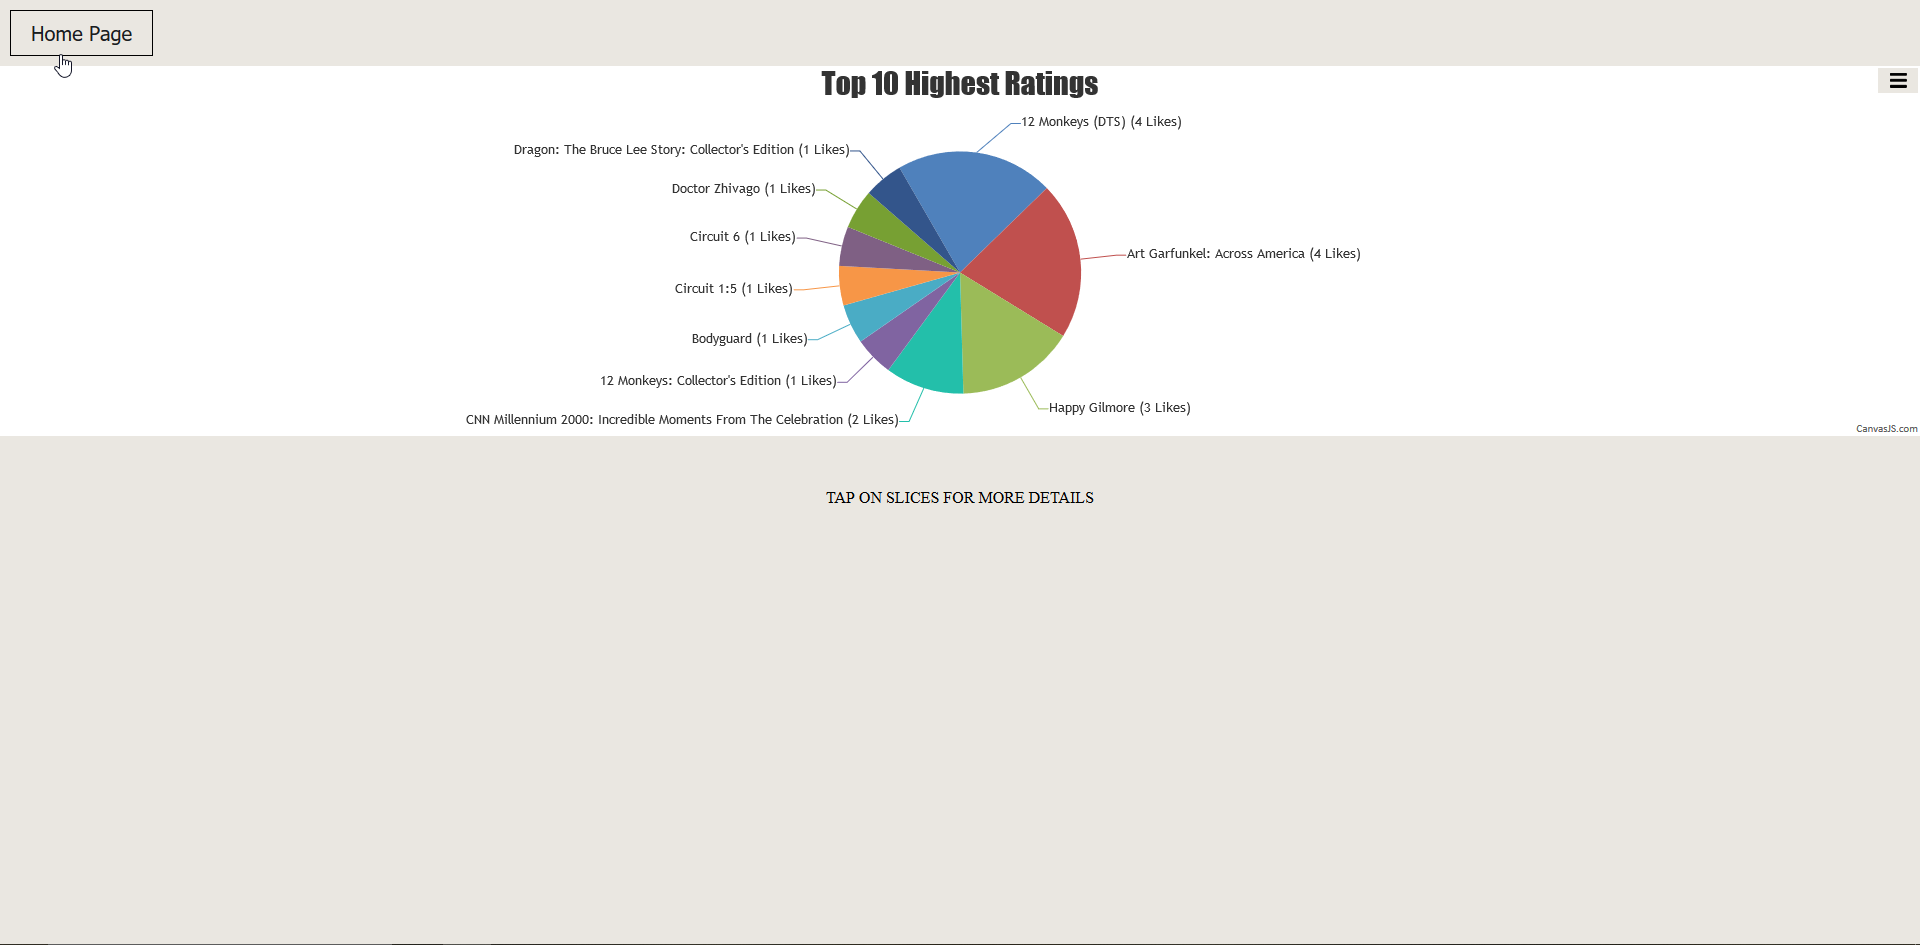 Home Page
Top 10 Highest Ratings
12 Monkeys (DTS) (4 Likes)
Dragon: The Bruce Lee Story: Collector's Edition (1 Likes)
Doctor Zhivago (1 Likes)
Circuit 6 (1 Likes)
Art Garfunkel: Across America (4 Likes)
Circuit 1:5 (1 Likes)
Bodyguard (1 Likes)
12 Monkeys: Collector's Edition (1 Likes)
Happy Gilmore (3 Likes)
CNN Millennium 2000: Incredible Moments From The Celebration (2 Likes)
CanvasJS.com
TAP ON SLICES FOR MORE DETAILS